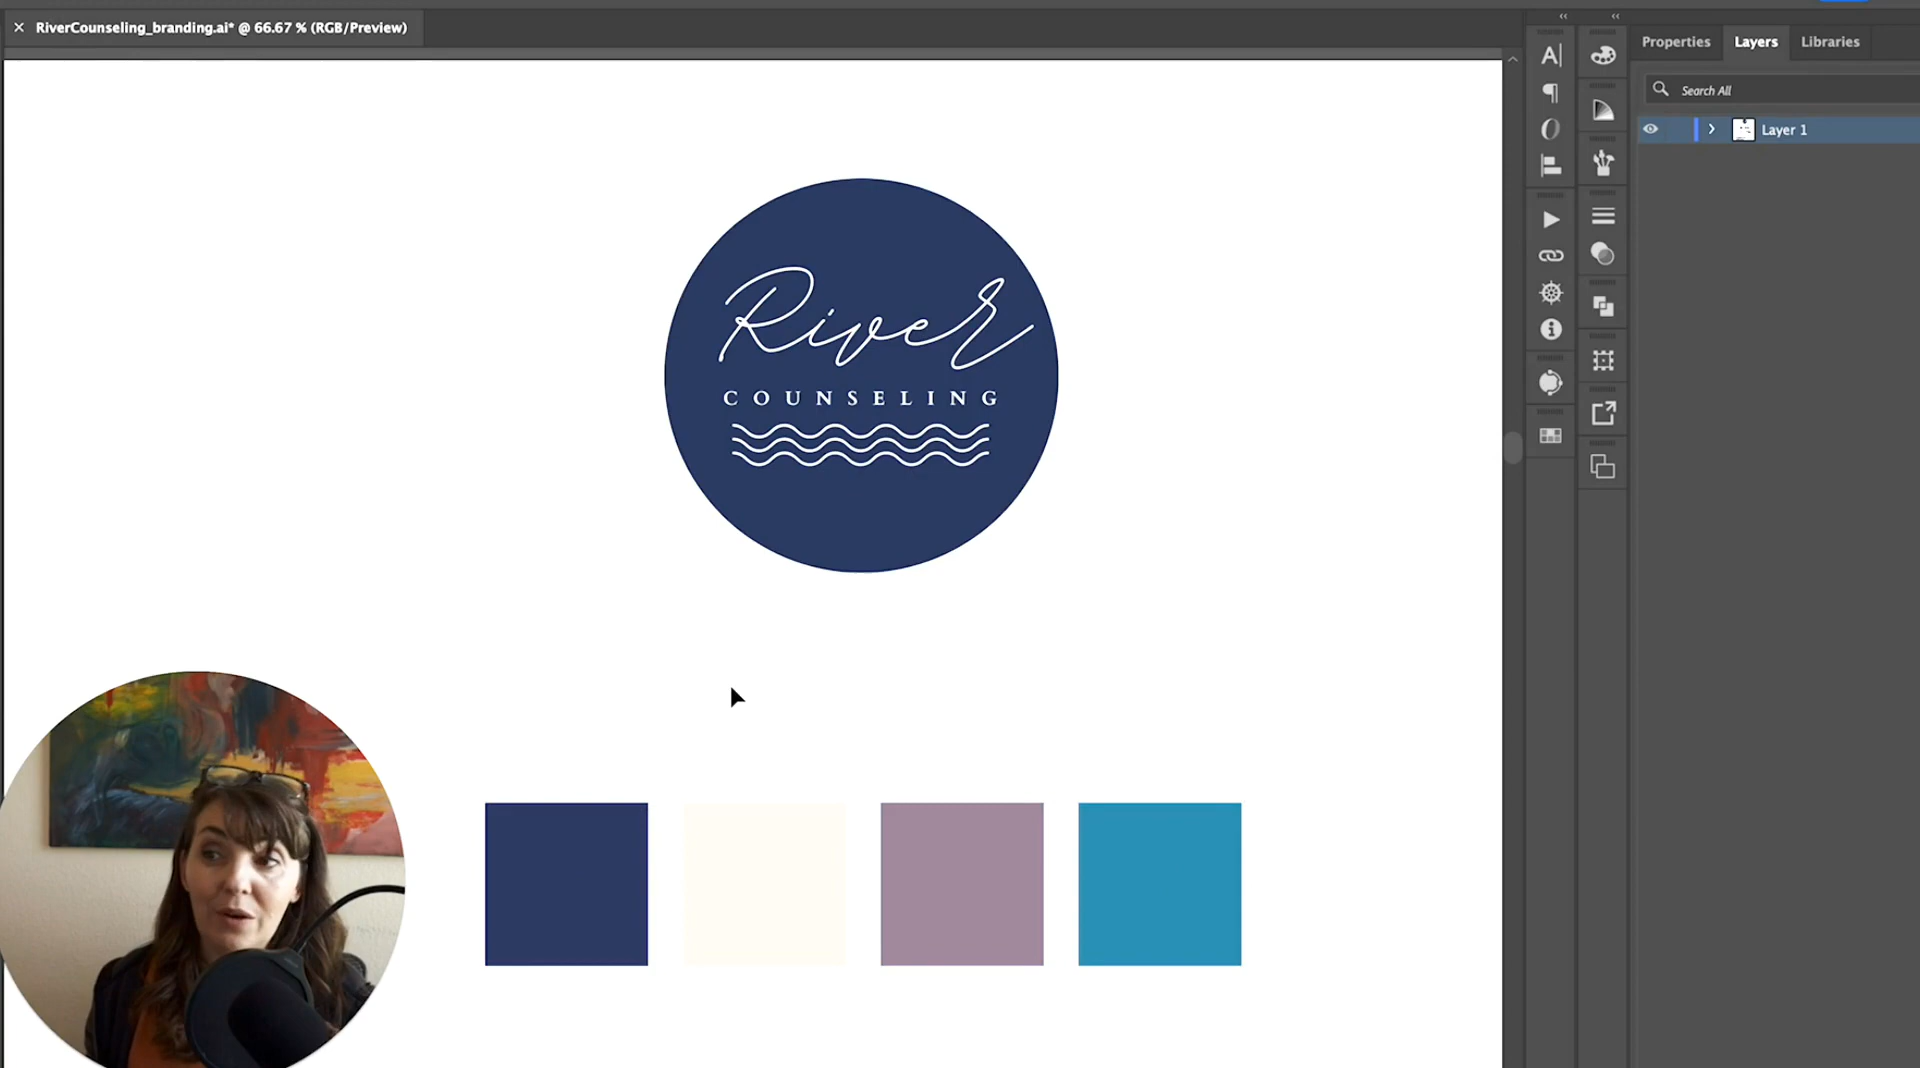 RiverCounseling_branding.ai* @ 66.67 % (RGB/Preview)
Properties
Layers
Libraries
Search All
Layer 1
River
COUNSELING